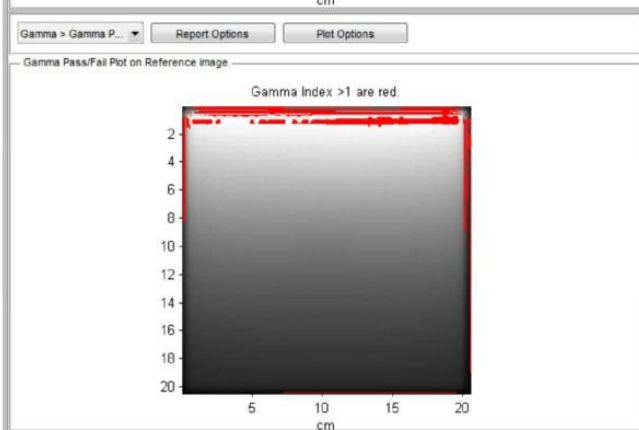 cm
Gamma > Gamma P... Report Options Plot Options
Gamma Pass/Fail Plot on Reference image
Gamma Index >1 are red.
2
4
6
8
10
12
14
16
18
20
5 10 15 20
cm